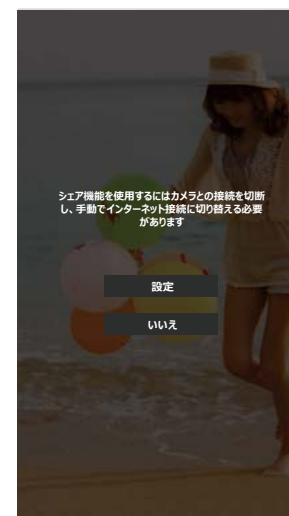 シェア機能を使用するにはカメラとの接続を切断
し、手動でインターネット接続に切り替える必要
があります
設定
いいえ